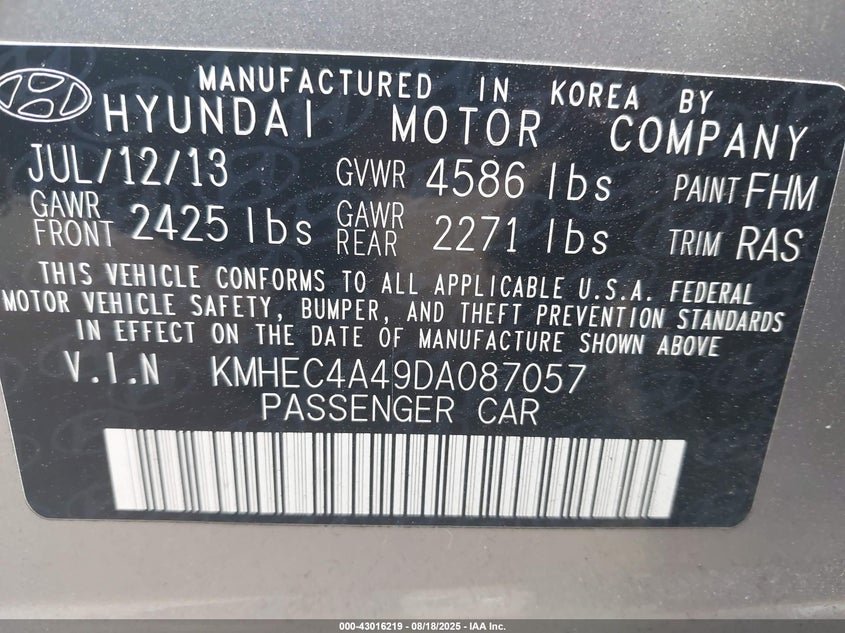 MANUFACTURED IN KOREA BY
HYUNDAI MOTOR COMPANY
JUL/12/13 GVWR 4586 lbs PAINT FHM
GAWR FRONT 2425 lbs GAWR REAR 2271 lbs TRIM RAS
THIS VEHICLE CONFORMS TO ALL APPLICABLE U.S.A. FEDERAL
MOTOR VEHICLE SAFETY, BUMPER, AND THEFT PREVENTION STANDARDS
IN EFFECT ON THE DATE OF MANUFACTURE SHOWN ABOVE
V.I.N KMHEC4A49DA087057
PASSENGER CAR
000-43016219 - 08/18/2025 - IAA Inc.